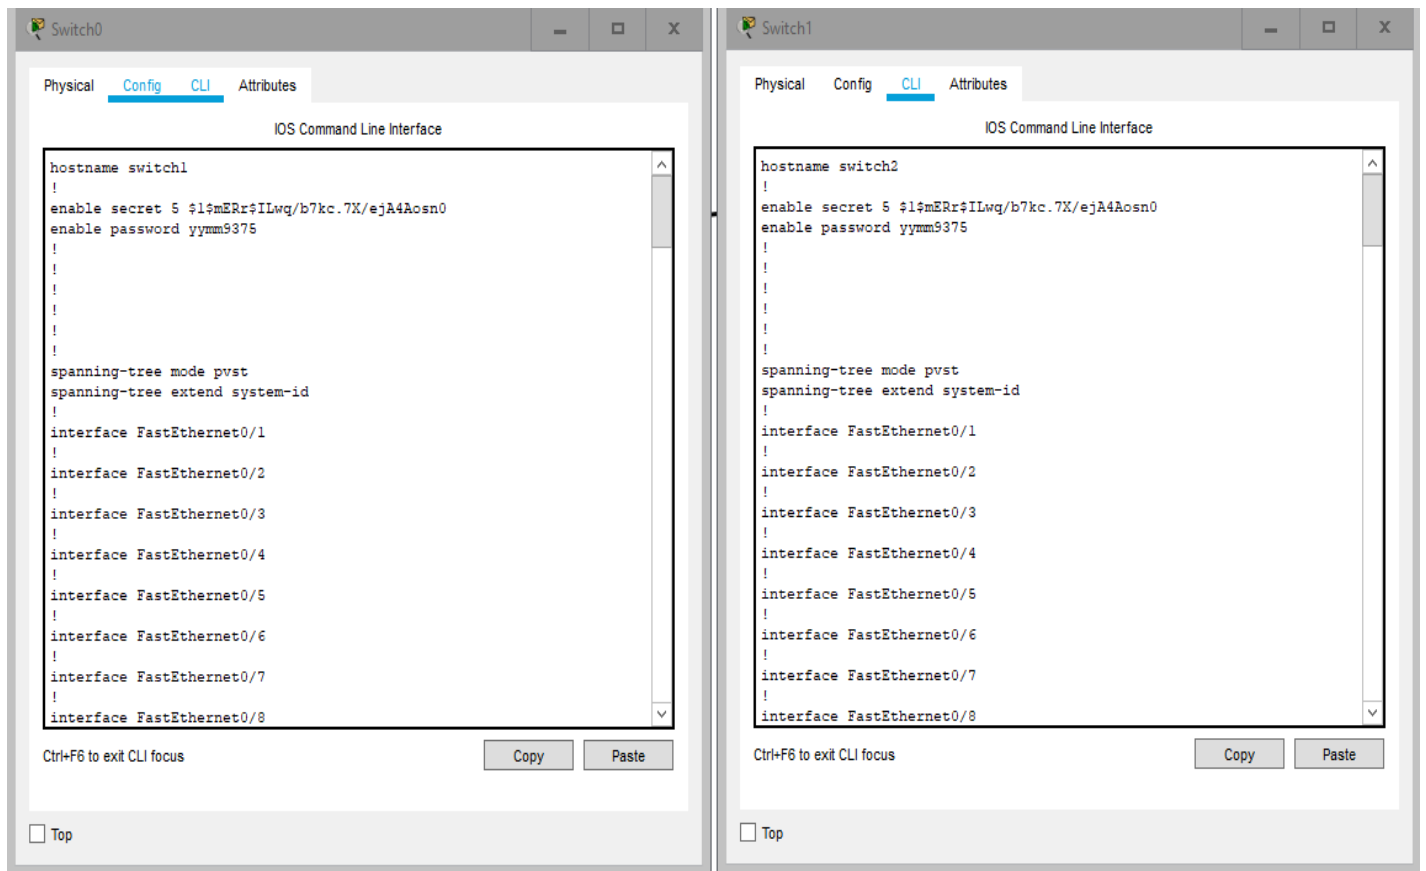 Switch0
Physical Config CLI Attributes
IOS Command Line Interface
hostname switch1
!
enable secret 5 $1$mERr$ILwq/b7kc.7X/ejA4Aosn0
enable password yymm9375
!
!
!
!
!
!
spanning-tree mode pvst
spanning-tree extend system-id
!
interface FastEthernet0/1
!
interface FastEthernet0/2
!
interface FastEthernet0/3
!
interface FastEthernet0/4
!
interface FastEthernet0/5
!
interface FastEthernet0/6
!
interface FastEthernet0/7
!
interface FastEthernet0/8
Ctrl+F6 to exit CLI focus
Copy Paste
Top
Switch1
Physical Config CLI Attributes
IOS Command Line Interface
hostname switch2
!
enable secret 5 $1$mERr$ILwq/b7kc.7X/ejA4Aosn0
enable password yymm9375
!
!
!
!
!
!
spanning-tree mode pvst
spanning-tree extend system-id
!
interface FastEthernet0/1
!
interface FastEthernet0/2
!
interface FastEthernet0/3
!
interface FastEthernet0/4
!
interface FastEthernet0/5
!
interface FastEthernet0/6
!
interface FastEthernet0/7
!
interface FastEthernet0/8
Ctrl+F6 to exit CLI focus
Copy Paste
Top